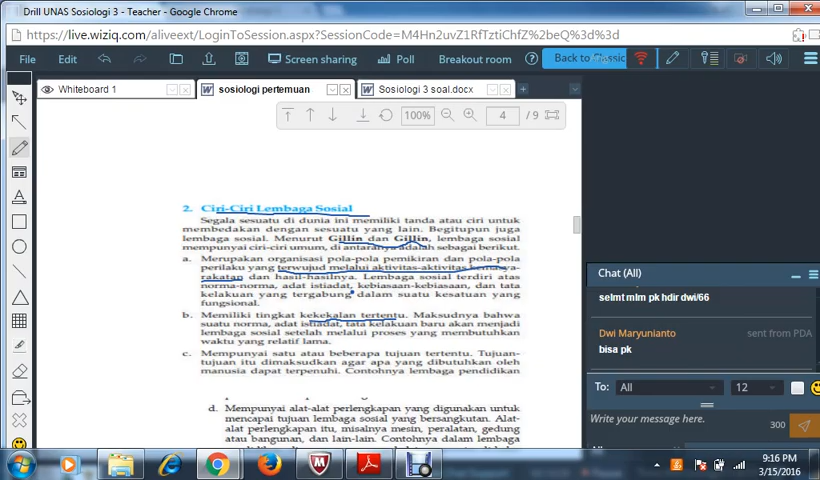 Drill UNAS Sosiologi 3 - Teacher - Google Chrome
https://live.wiziq.com/aliveext/LoginToSession.aspx?SessionCode=M4Hn2uvZ1RfTztiChfZ%2beQ%3d%3d
File Edit Screen sharing Poll Breakout room Back to Classic
Whiteboard 1 sosiologi pertemuan Sosiologi 3 soal.docx
100% 4 / 9
2. Ciri-Ciri Lembaga Sosial
Segala sesuatu di dunia ini memiliki tanda atau ciri untuk
membedakan dengan sesuatu yang lain. Begitupun juga
lembaga sosial. Menurut Gillin dan Gillin, lembaga sosial
mempunyai ciri-ciri umum, di antaranya adalah sebagai berikut.
a. Merupakan organisasi pola-pola pemikiran dan pola-pola
perilaku yang terwujud melalui aktivitas-aktivitas kemasya-
rakatan dan hasil-hasilnya. Lembaga sosial terdiri atas
norma-norma, adat istiadat, kebiasaan-kebiasaan, dan tata
kelakuan yang tergabung dalam suatu kesatuan yang
fungsional.
b. Memiliki tingkat kekekalan tertentu. Maksudnya bahwa
suatu norma, adat istiadat, tata kelakuan baru akan menjadi
lembaga sosial setelah melalui proses yang membutuhkan
waktu yang relatif lama.
c. Mempunyai satu atau beberapa tujuan tertentu. Tujuan-
tujuan itu dimaksudkan agar apa yang dibutuhkan oleh
manusia dapat terpenuhi. Contohnya lembaga pendidikan
d. Mempunyai alat-alat perlengkapan yang digunakan untuk
mencapai tujuan lembaga sosial yang bersangkutan. Alat-
alat perlengkapan itu, misalnya mesin, peralatan, gedung
atau bangunan, dan lain-lain. Contohnya dalam lembaga
Chat (All)
selmt mlm pk hdir dwi/66
Dwi Maryunianto sent from PDA
bisa pk
To: All 12
Write your message here. 300
9:16 PM
3/15/2016